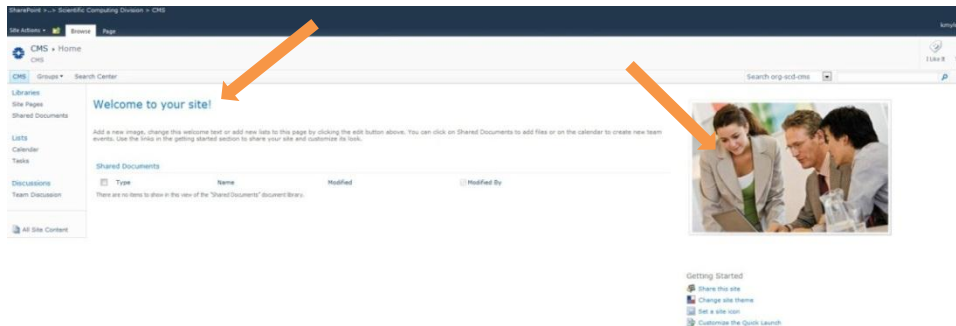 SharePoint >..> Scientific Computing Division > CMS
Site Actions Browse Page
CMS Home
CMS
I Like It
CMS Groups Search Center Search org-scd-cms
Libraries
Site Pages
Shared Documents
Lists
Calendar
Tasks
Discussions
Team Discussion
All Site Content
Welcome to your site!
Add a new image, change this welcome text or add new lists to this page by clicking the edit button above. You can click on Shared Documents to add files or on the calendar to create new team
events. Use the links in the getting started section to share your site and customize its look.
Shared Documents
Type Name Modified Modified By
There are no items to show in this view of the "Shared Documents" document library.
Getting Started
Share this site
Change site theme
Set a site icon
Customize the Quick Launch